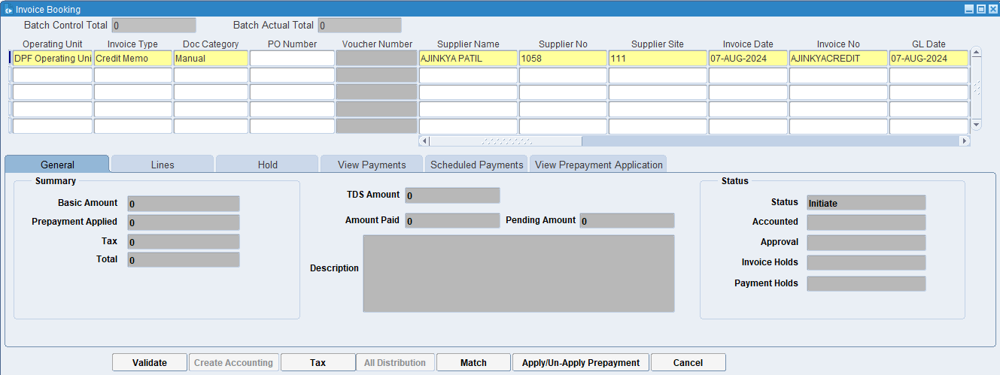 Invoice Booking
Batch Control Total 0 Batch Actual Total 0
Operating Unit Invoice Type Doc Category PO Number Voucher Number Supplier Name Supplier No Supplier Site Invoice Date Invoice No GL Date
DPF Operating Uni Credit Memo Manual AJINKYA PATIL 1058 111 07-AUG-2024 AJINKYACREDIT 07-AUG-2024
General Lines Hold View Payments Scheduled Payments View Prepayment Application
Summary Status
TDS Amount 0
Basic Amount 0 Status Initiate
Prepayment Applied 0 Amount Paid 0 Pending Amount 0 Accounted
Tax 0 Approval
Total 0 Invoice Holds
Description
Payment Holds
Validate Create Accounting Tax All Distribution Match Apply/Un-Apply Prepayment Cancel